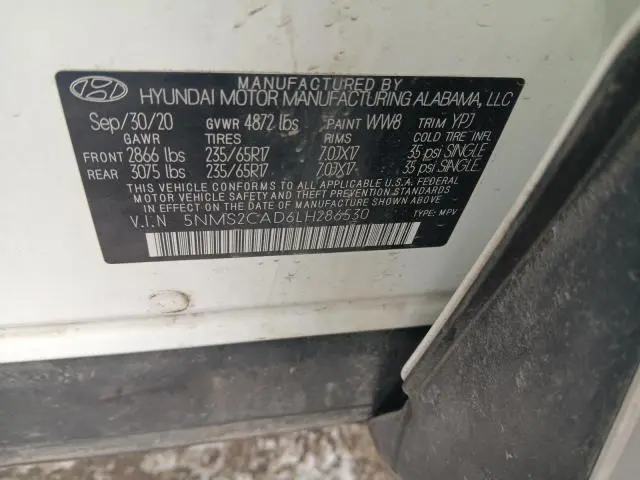 MANUFACTURED BY
HYUNDAI MOTOR MANUFACTURING ALABAMA, LLC
Sep/30/20 GVWR 4872 lbs PAINT WW8 TRIM YPJ
GAWR TIRES RIMS COLD TIRE INFL
FRONT 2866 lbs 235/65R17 7.0JX17 35 psi SINGLE
REAR 3075 lbs 235/65R17 7.0JX17 35 psi SINGLE
THIS VEHICLE CONFORMS TO ALL APPLICABLE U.S.A. FEDERAL
MOTOR VEHICLE SAFETY, BUMPER, AND THEFT PREVENTION
STANDARDS IN EFFECT ON THE DATE OF MANUFACTURE SHOWN ABOVE.
V.I.N 5NMS2CAD6LH286530 TYPE: MPV